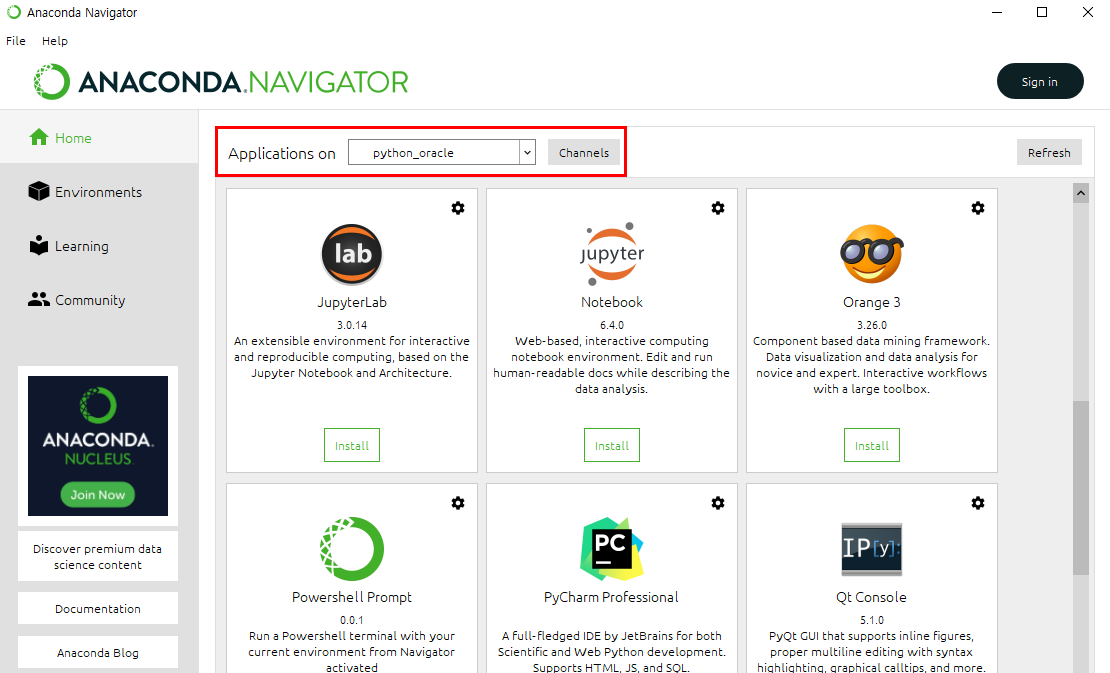 Anaconda Navigator
File Help
ANACONDA.NAVIGATOR
Sign in
Home
Environments
Learning
Community
ANACONDA.
NUCLEUS
Join Now
Discover premium data
science content
Documentation
Anaconda Blog
Applications on python_oracle Channels
Refresh
lab
JupyterLab
3.0.14
An extensible environment for interactive
and reproducible computing, based on the
Jupyter Notebook and Architecture.
Install
jupyter
Notebook
6.4.0
Web-based, interactive computing
notebook environment. Edit and run
human-readable docs while describing the
data analysis.
Install
Orange 3
3.26.0
Component based data mining framework.
Data visualization and data analysis for
novice and expert. Interactive workflows
with a large toolbox.
Install
Powershell Prompt
0.0.1
Run a Powershell terminal with your
current environment from Navigator
activated
PC
PyCharm Professional
A full-fledged IDE by JetBrains for both
Scientific and Web Python development.
Supports HTML, JS, and SQL.
IP[y]:
Qt Console
5.1.0
PyQt GUI that supports inline figures,
proper multiline editing with syntax
highlighting, graphical calltips, and more.